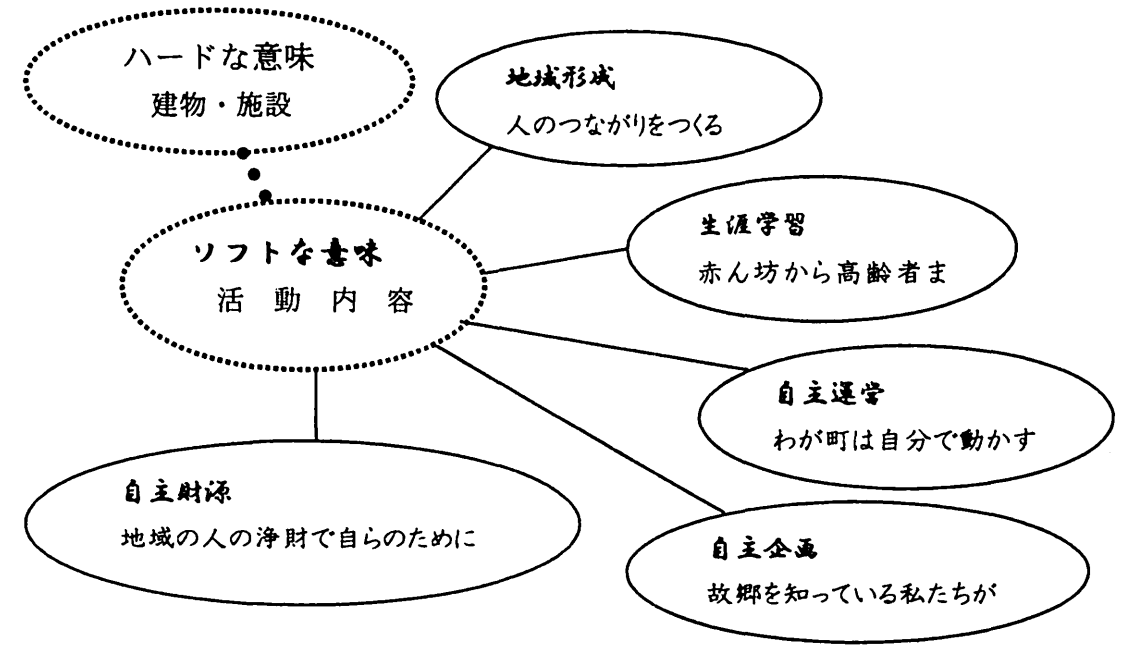 ハードな意味
建物・施設
地域形成
人のつながりをつくる
ソフトな意味
活動内容
生涯学習
赤ん坊から高齢者ま
自主運営
わが町は自分で動かす
自主財源
地域の人の浄財で自らのために
自主企画
故郷を知っている私たちが